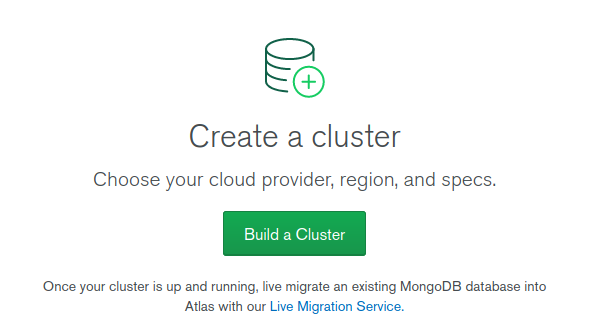 Create a cluster
Choose your cloud provider, region, and specs.
Build a Cluster
Once your cluster is up and running, live migrate an existing MongoDB database into
Atlas with our Live Migration Service.